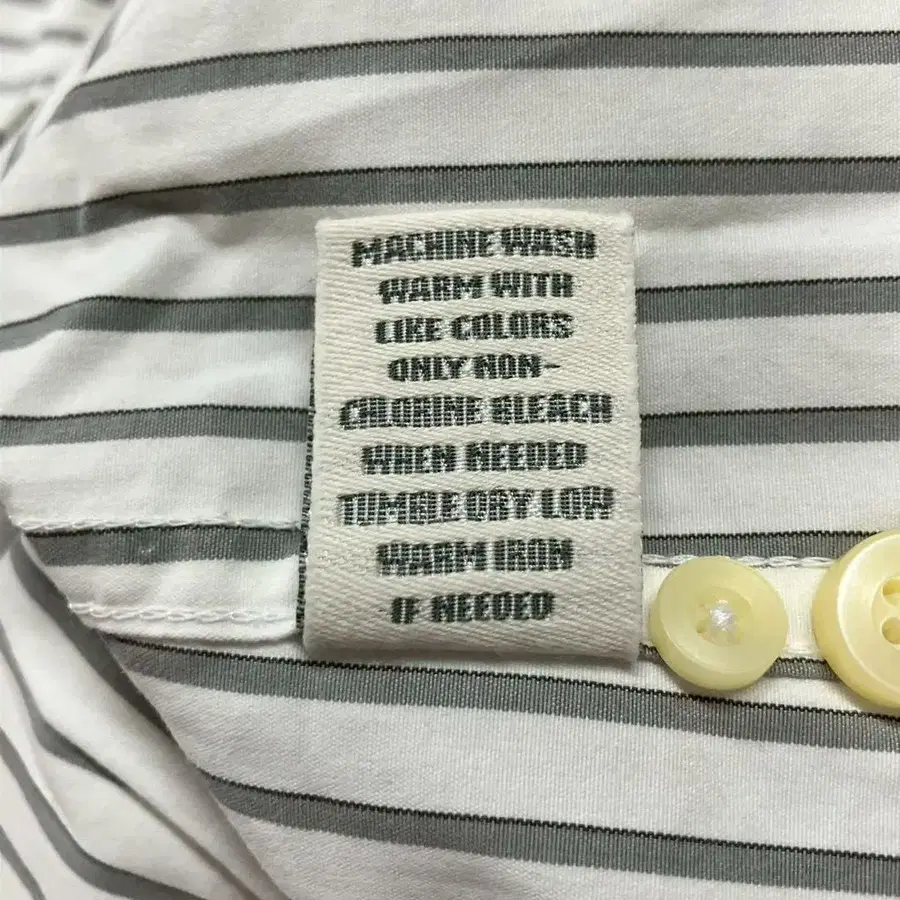 MACHINE WASH
WARM WITH
LIKE COLORS
ONLY NON-
CHLORINE BLEACH
WHEN NEEDED
TUMBLE DRY LOW
WARM IRON
IF NEEDED